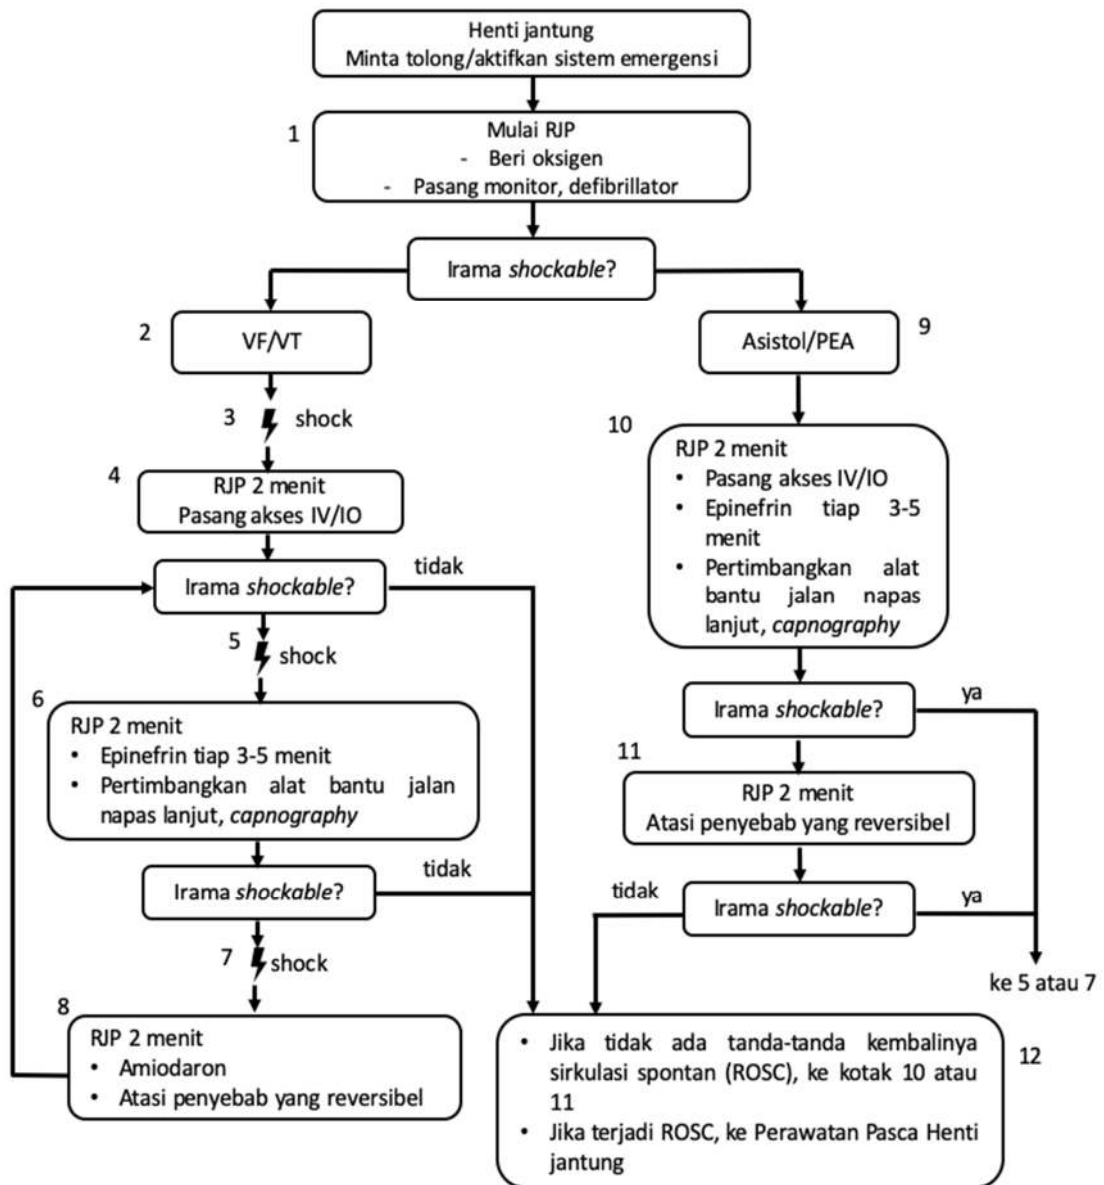 Henti jantung
Minta tolong/aktifkan sistem emergensi
1
Mulai RJP
- Beri oksigen
- Pasang monitor, defibrillator
Irama shockable?
2
VF/VT
3
shock
4
RJP 2 menit
Pasang akses IV/IO
Irama shockable?
tidak
5
shock
6
RJP 2 menit
• Epinefrin tiap 3-5 menit
• Pertimbangkan alat bantu jalan
napas lanjut, capnography
Irama shockable?
tidak
7
shock
8
RJP 2 menit
• Amiodaron
• Atasi penyebab yang reversibel
9
Asistol/PEA
10
RJP 2 menit
• Pasang akses IV/IO
• Epinefrin tiap 3-5
menit
• Pertimbangkan alat
bantu jalan napas
lanjut, capnography
Irama shockable?
ya
11
RJP 2 menit
Atasi penyebab yang reversibel
tidak
Irama shockable?
ya
ke 5 atau 7
12
• Jika tidak ada tanda-tanda kembalinya
sirkulasi spontan (ROSC), ke kotak 10 atau
11
• Jika terjadi ROSC, ke Perawatan Pasca Henti
jantung